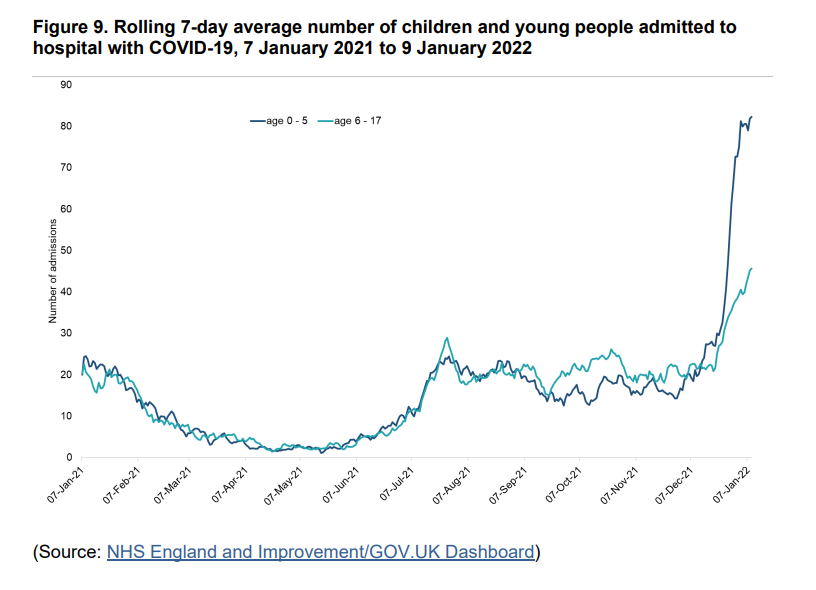 Figure 9. Rolling 7-day average number of children and young people admitted to
hospital with COVID-19, 7 January 2021 to 9 January 2022
90
80
70
60
50
40
30
20
10
0
Number of admissions
age 0 - 5
age 6 - 17
07-Jan-21
07-Feb-21
07-Mar-21
07-Apr-21
07-May-21
07-Jun-21
07-Jul-21
07-Aug-21
07-Sep-21
07-Oct-21
07-Nov-21
07-Dec-21
07-Jan-22
(Source: NHS England and Improvement/GOV.UK Dashboard)